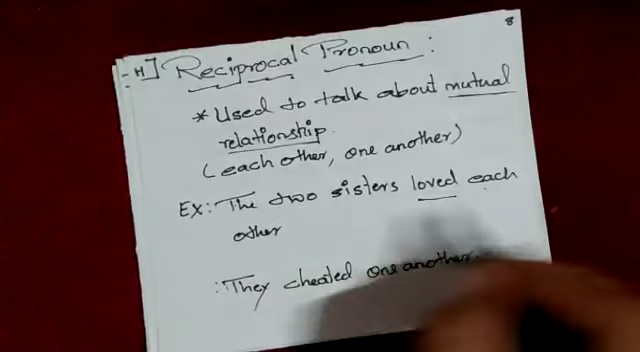 8
H] Reciprocal Pronoun :
* Used to talk about mutual
relationship.
(each other, one another)
Ex: The two sisters loved each
other
: They cheated one another.